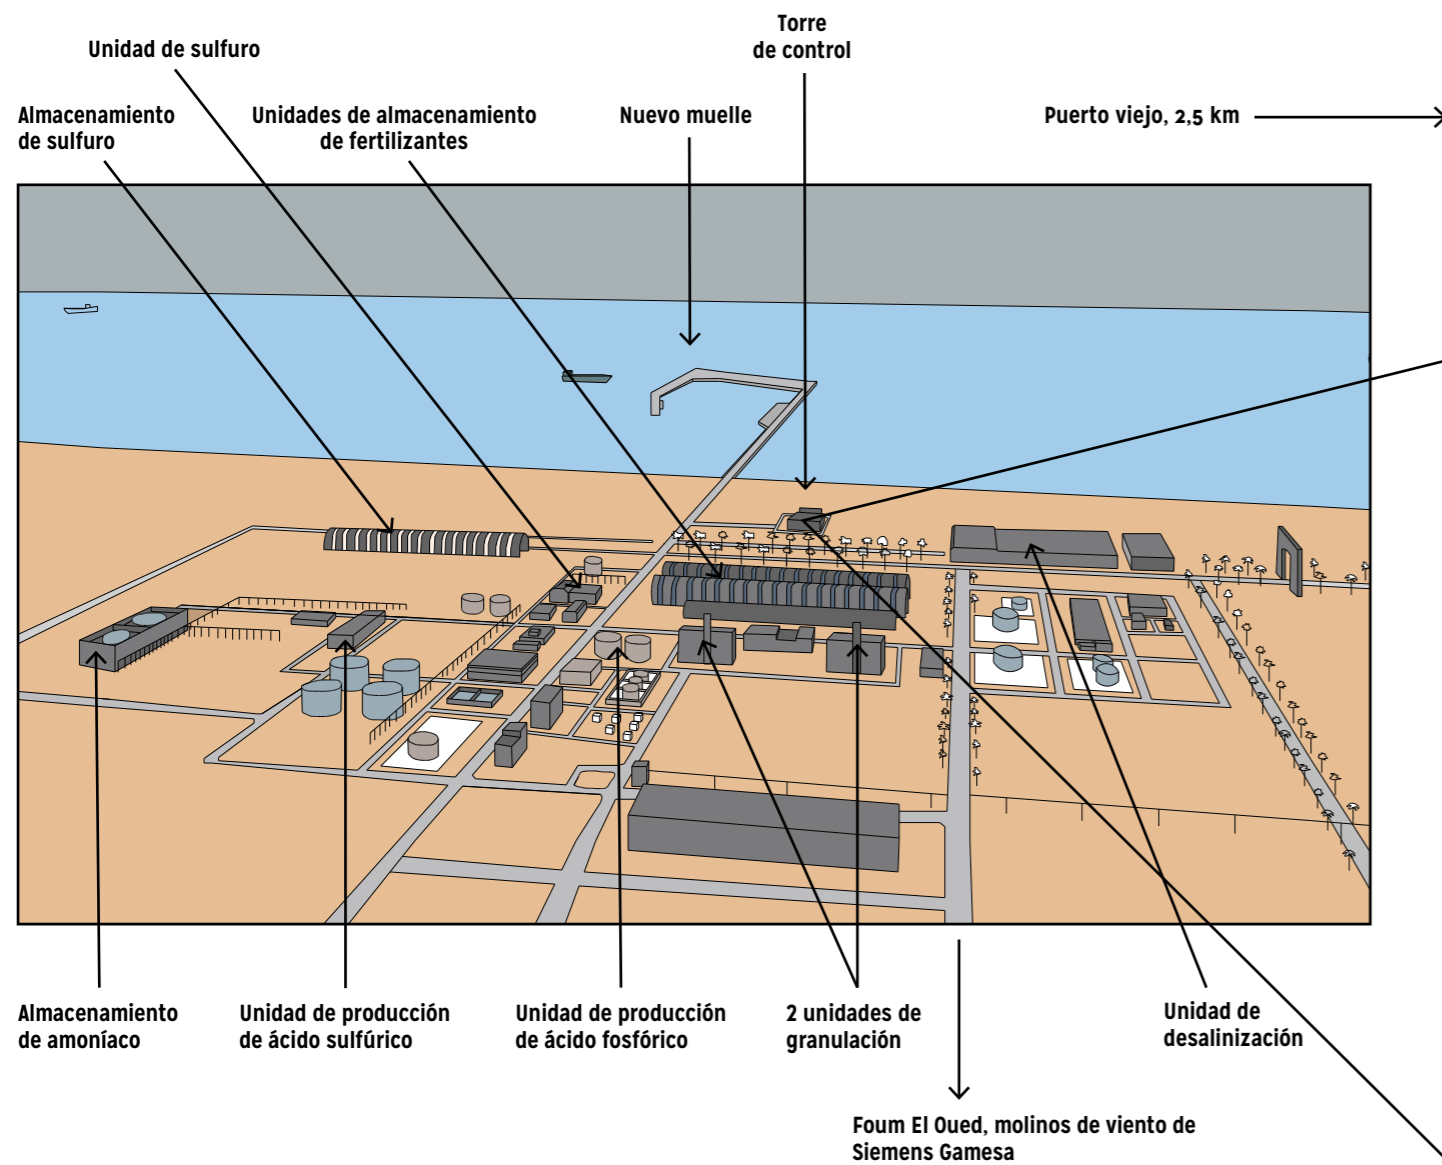 Torre
de control
Unidad de sulfuro
Almacenamiento
de sulfuro
Unidades de almacenamiento
de fertilizantes
Nuevo muelle
Puerto viejo, 2,5 km
Almacenamiento
de amoníaco
Unidad de producción
de ácido sulfúrico
Unidad de producción
de ácido fosfórico
2 unidades de
granulación
Unidad de
desalinización
Foum El Oued, molinos de viento de
Siemens Gamesa